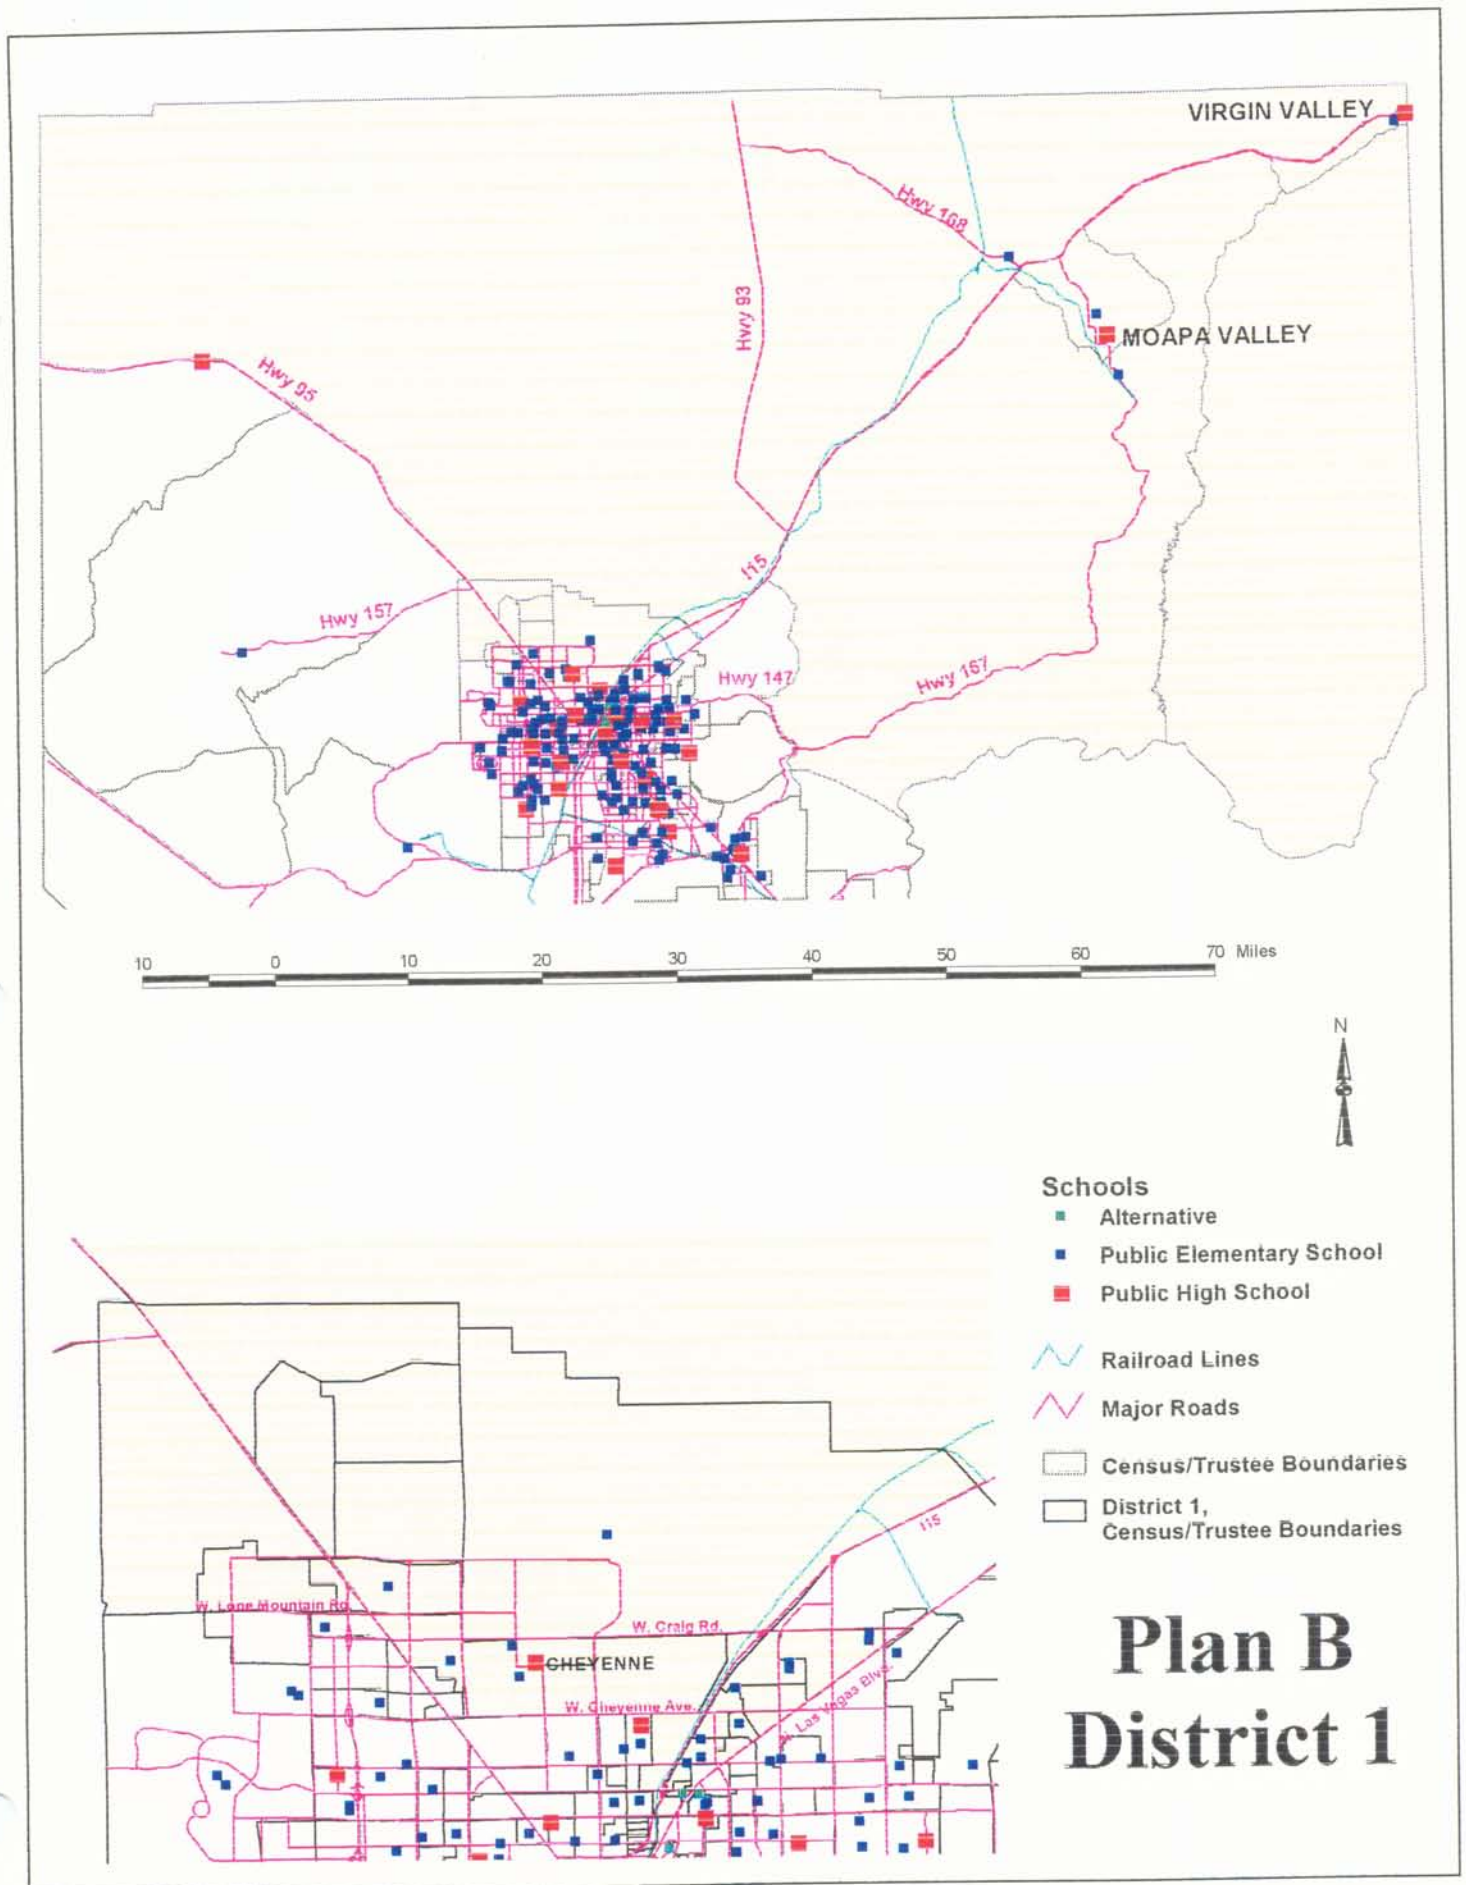 VIRGIN VALLEY
Hwy 168
Hwy 93
MOAPA VALLEY
Hwy 95
I15
Hwy 157
Hwy 147
Hwy 167
10 0 10 20 30 40 50 60 70 Miles
N
Schools
Alternative
Public Elementary School
Public High School
Railroad Lines
Major Roads
Census/Trustee Boundaries
District 1,
Census/Trustee Boundaries
I15
W. Lone Mountain Rd.
W. Craig Rd.
CHEYENNE
W. Cheyenne Ave.
N. Las Vegas Blvd.
Plan B
District 1